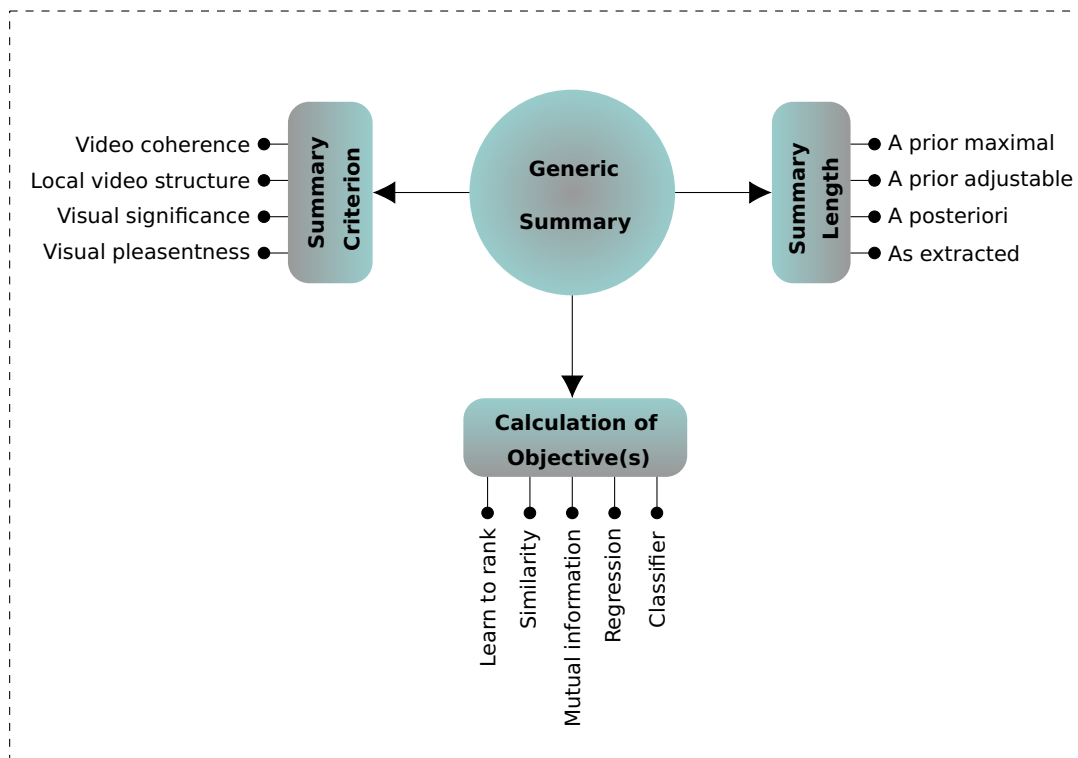 Video coherence
Local video structure
Visual significance
Visual pleasentness
Summary
Criterion
Generic
Summary
Summary
Length
A prior maximal
A prior adjustable
A posteriori
As extracted
Calculation of
Objective(s)
Learn to rank
Similarity
Mutual information
Regression
Classifier